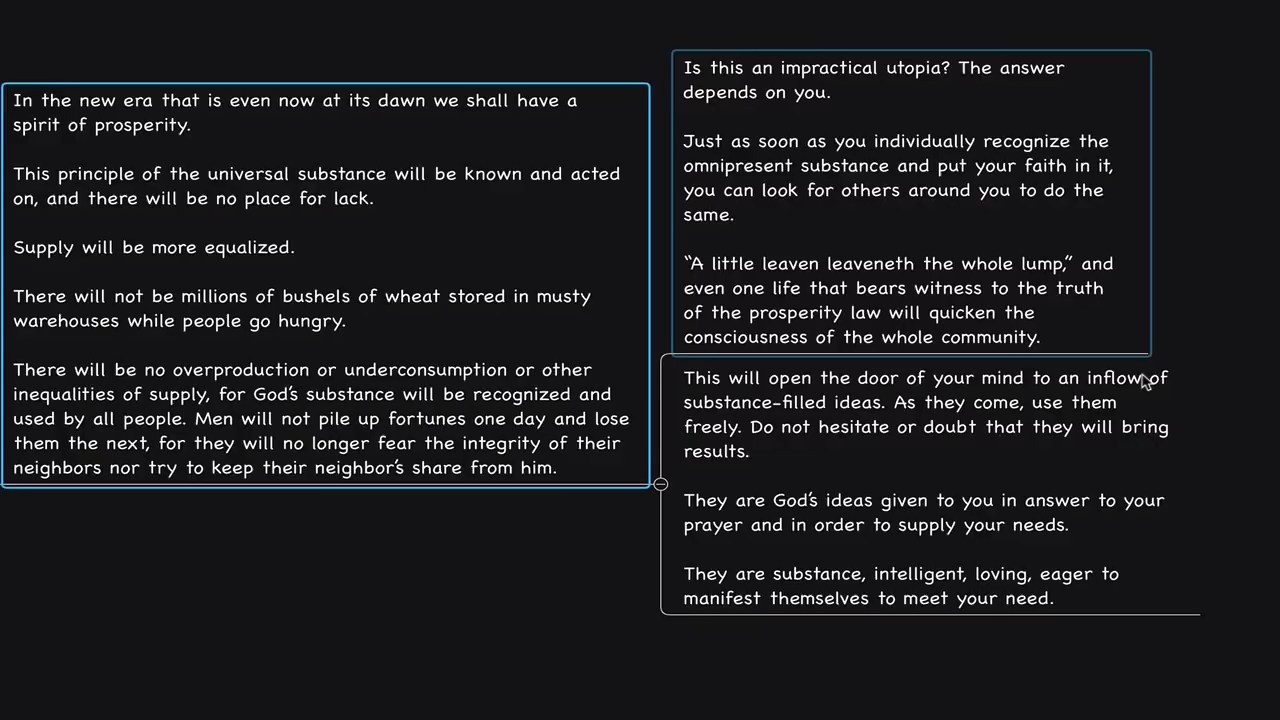 In the new era that is even now at its dawn we shall have a
spirit of prosperity.
This principle of the universal substance will be known and acted
on, and there will be no place for lack.
Supply will be more equalized.
There will not be millions of bushels of wheat stored in musty
warehouses while people go hungry.
There will be no overproduction or underconsumption or other
inequalities of supply, for God's substance will be recognized and
used by all people. Men will not pile up fortunes one day and lose
them the next, for they will no longer fear the integrity of their
neighbors nor try to keep their neighbor's share from him.
Is this an impractical utopia? The answer
depends on you.
Just as soon as you individually recognize the
omnipresent substance and put your faith in it,
you can look for others around you to do the
same.
“A little leaven leaveneth the whole lump,” and
even one life that bears witness to the truth
of the prosperity law will quicken the
consciousness of the whole community.
This will open the door of your mind to an inflow of
substance-filled ideas. As they come, use them
freely. Do not hesitate or doubt that they will bring
results.
They are God's ideas given to you in answer to your
prayer and in order to supply your needs.
They are substance, intelligent, loving, eager to
manifest themselves to meet your need.